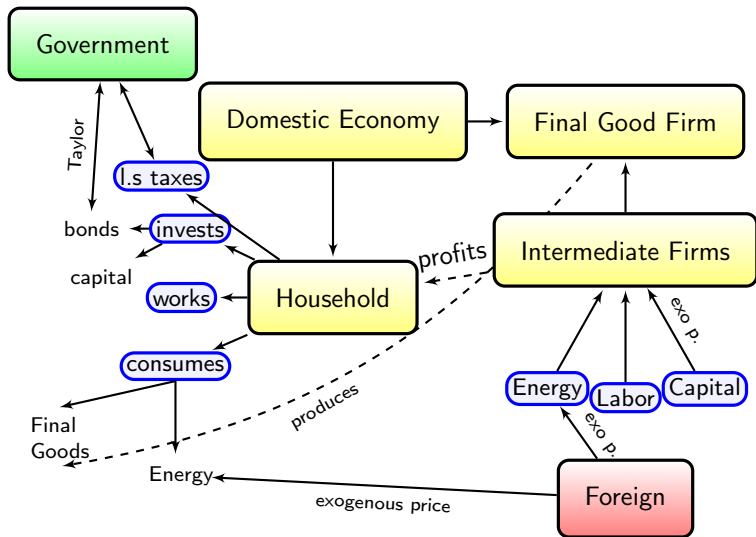 Government
Domestic Economy
Final Good Firm
Taylor
l.s taxes
bonds
invests
capital
profits
Intermediate Firms
works
Household
exo p.
consumes
Energy
Labor
Capital
produces
Final
Goods
exo p.
Energy
exogenous price
Foreign